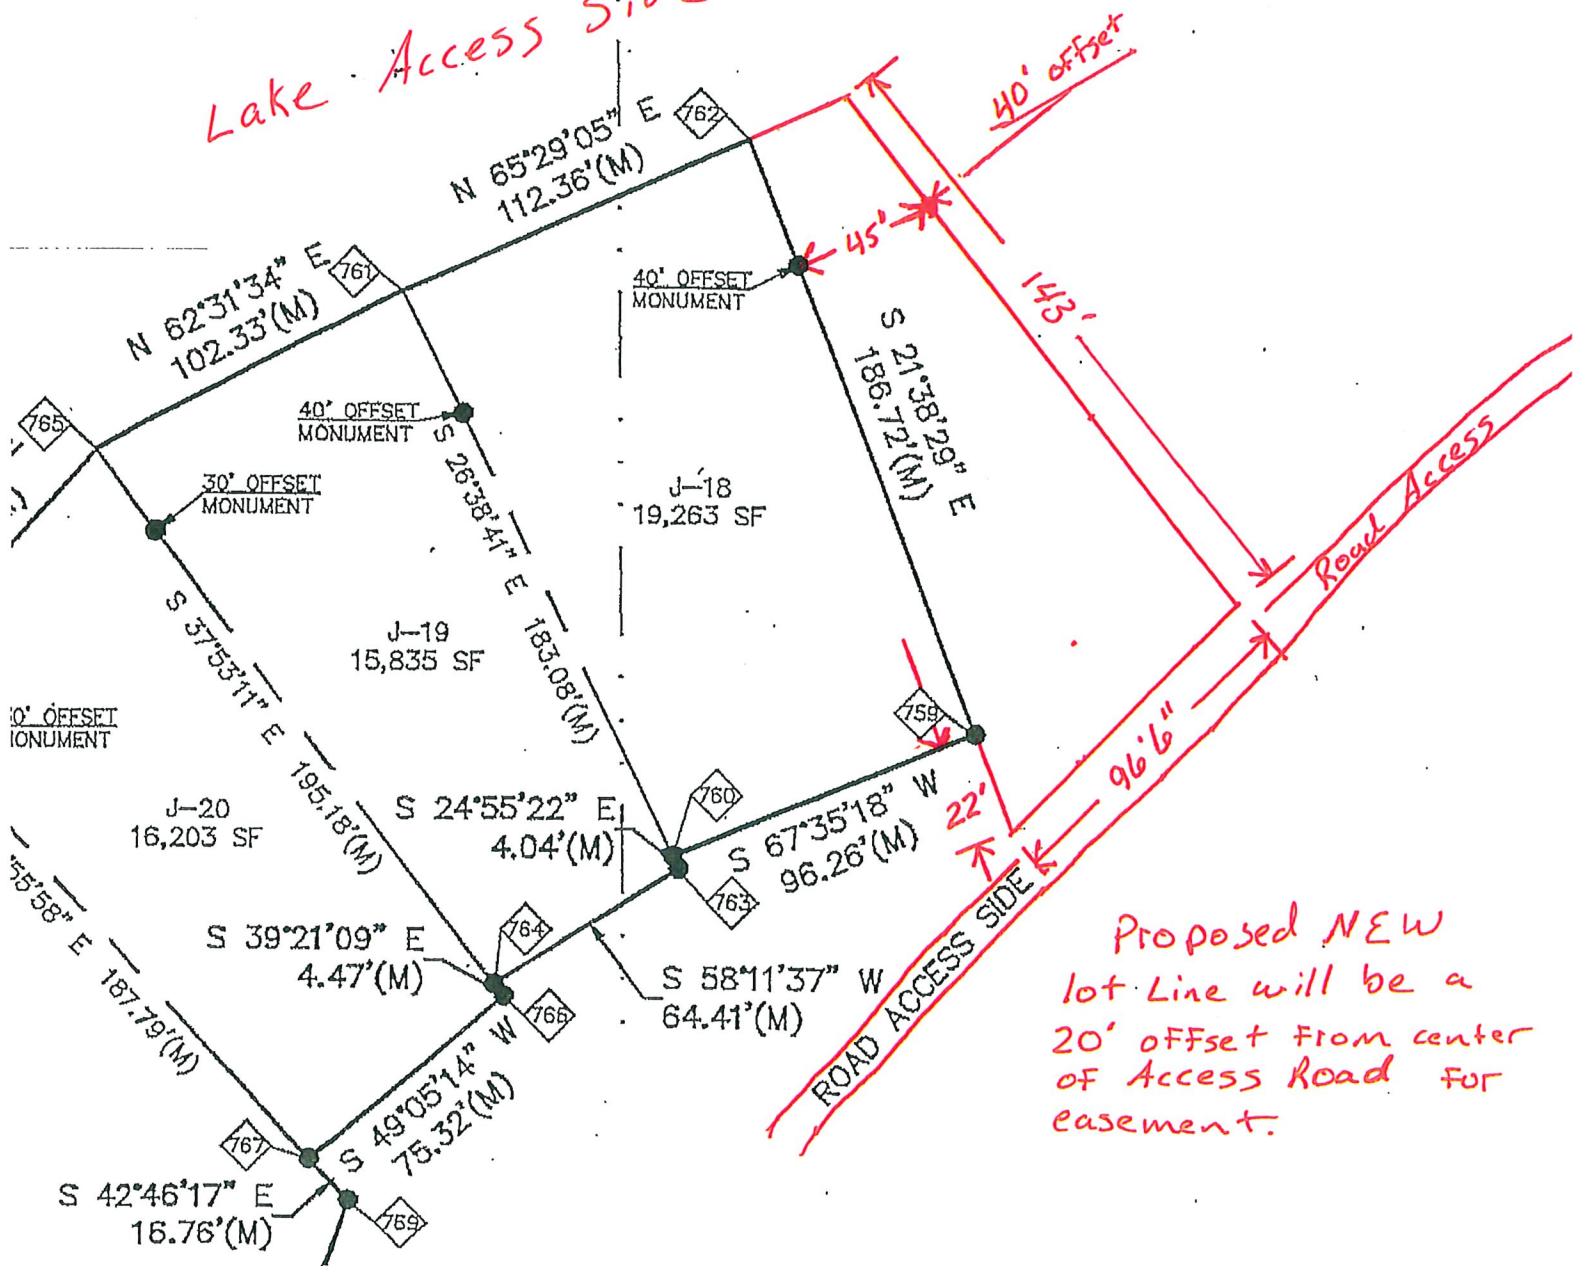 Lake Access
40' offset
N 65°29'05" E
112.36'(M)
762
N 62°31'34" E
102.33'(M)
761
45'
40' OFFSET
MONUMENT
143'
S 21°38'29" E
186.72'(M)
765
40' OFFSET
MONUMENT
30' OFFSET
MONUMENT
S 26°38'41" E 183.08'(M)
J-18
19,263 SF
Road Access
S 37°53'11" E 195.18'(M)
J-19
15,835 SF
759
0' OFFSET
ONUMENT
96'6"
J-20
16,203 SF
S 24°55'22" E
4.04'(M)
760
22'
S 67°35'18" W
96.26'(M)
763
55'58" E 187.79'(M)
S 39°21'09" E
4.47'(M)
764
766
S 58°11'37" W
64.41'(M)
ROAD ACCESS SIDE
Proposed NEW
lot Line will be a
20' offset from center
of Access Road for
easement.
S 49°05'14" W
75.32'(M)
767
S 42°46'17" E
16.76'(M)
769